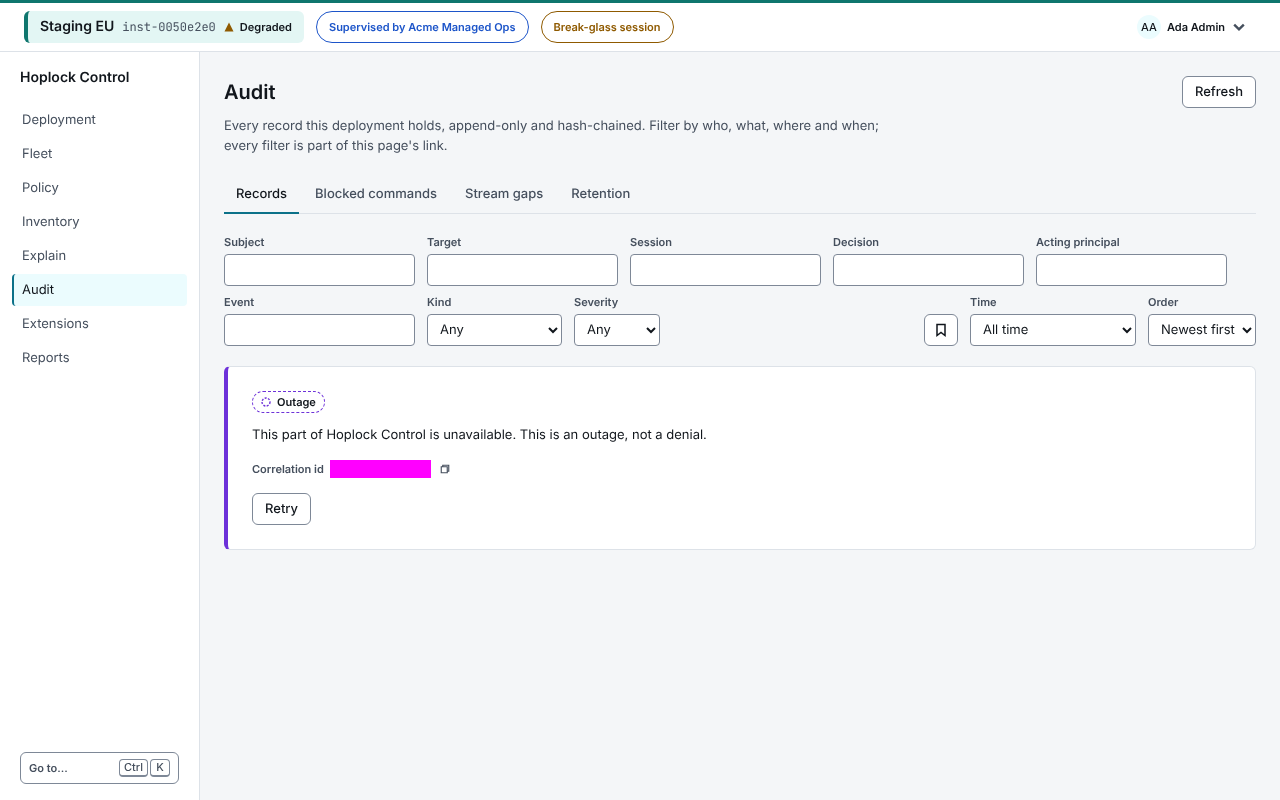 Staging EU inst-0050e2e0 Degraded
Supervised by Acme Managed Ops
Break-glass session
AA Ada Admin
Hoplock Control
Deployment
Fleet
Policy
Inventory
Explain
Audit
Extensions
Reports
Go to... Ctrl K
Audit
Refresh
Every record this deployment holds, append-only and hash-chained. Filter by who, what, where and when;
every filter is part of this page's link.
Records Blocked commands Stream gaps Retention
Subject Target Session Decision Acting principal
Event Kind Severity Time Order
Any Any All time Newest first
Outage
This part of Hoplock Control is unavailable. This is an outage, not a denial.
Correlation id
Retry